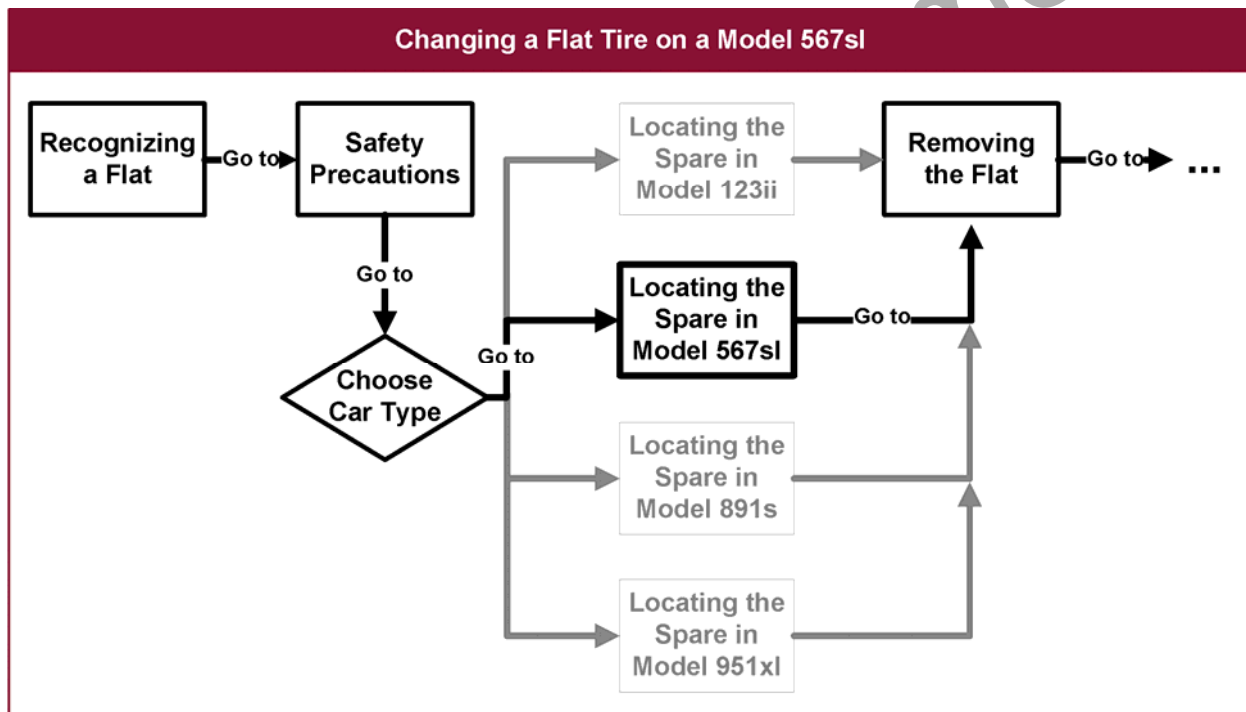 Changing a Flat Tire on a Model 567sl
Recognizing
a Flat
Go to
Safety
Precautions
Go to
Choose
Car Type
Go to
Locating the
Spare in
Model 123ii
Locating the
Spare in
Model 567sl
Go to
Locating the
Spare in
Model 891s
Locating the
Spare in
Model 951xl
Removing
the Flat
Go to
...